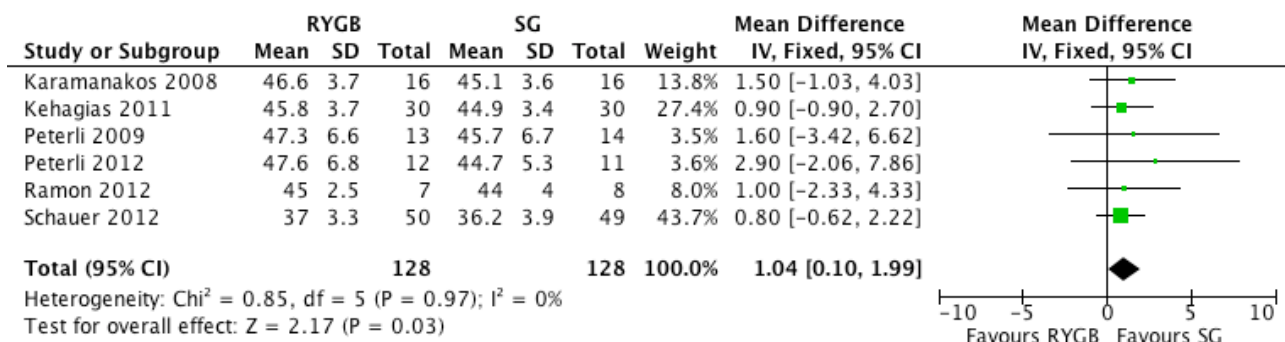 RYGB SG Mean Difference Mean Difference
Study or Subgroup Mean SD Total Mean SD Total Weight IV, Fixed, 95% CI IV, Fixed, 95% CI
Karamanakos 2008 46.6 3.7 16 45.1 3.6 16 13.8% 1.50 [-1.03, 4.03]
Kehagias 2011 45.8 3.7 30 44.9 3.4 30 27.4% 0.90 [-0.90, 2.70]
Peterli 2009 47.3 6.6 13 45.7 6.7 14 3.5% 1.60 [-3.42, 6.62]
Peterli 2012 47.6 6.8 12 44.7 5.3 11 3.6% 2.90 [-2.06, 7.86]
Ramon 2012 45 2.5 7 44 4 8 8.0% 1.00 [-2.33, 4.33]
Schauer 2012 37 3.3 50 36.2 3.9 49 43.7% 0.80 [-0.62, 2.22]
Total (95% CI) 128 128 100.0% 1.04 [0.10, 1.99]
Heterogeneity: Chi² = 0.85, df = 5 (P = 0.97); I² = 0%
Test for overall effect: Z = 2.17 (P = 0.03)
-10 -5 0 5 10
Favours RYGB Favours SG